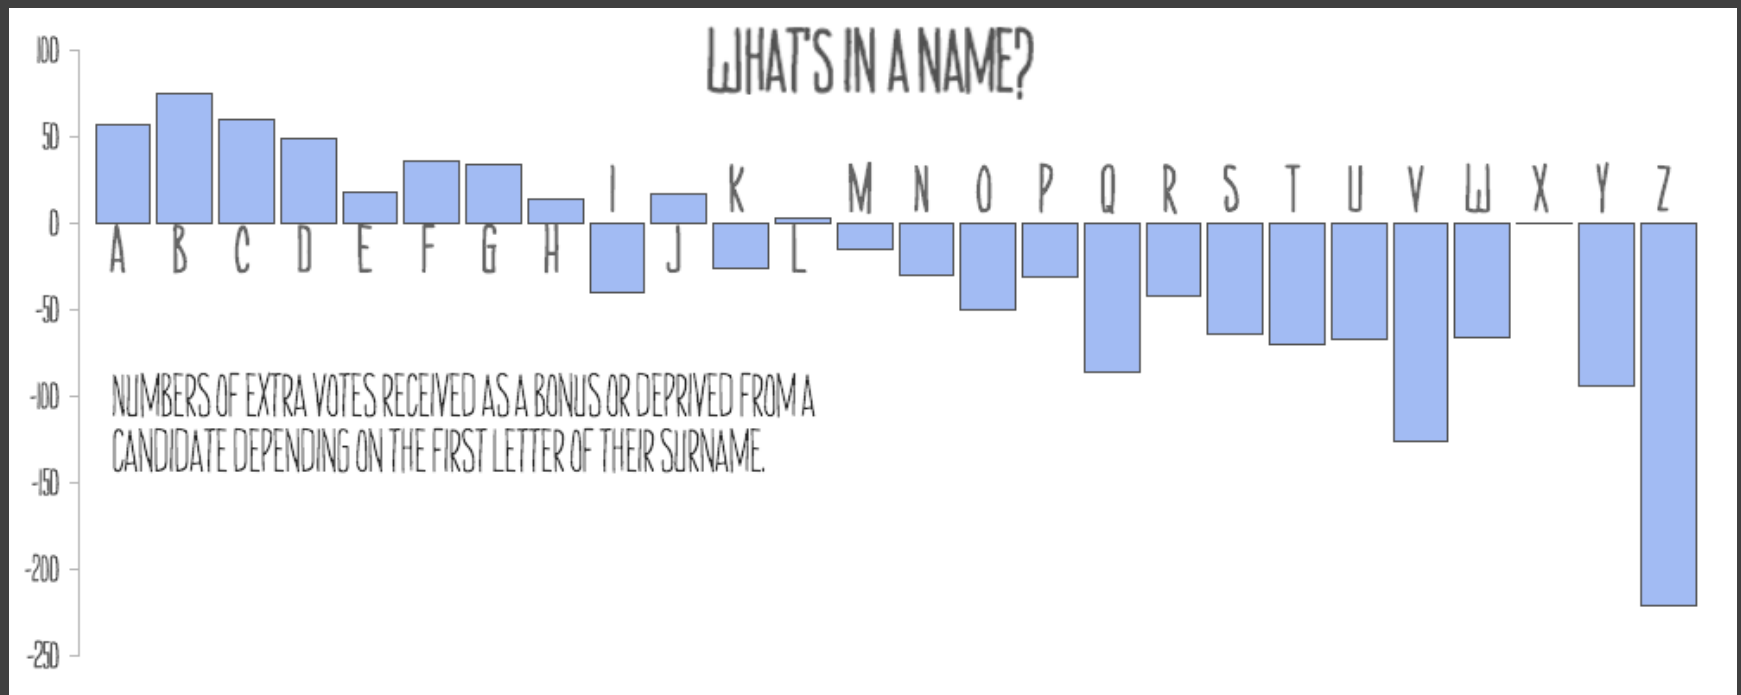 WHAT'S IN A NAME?
100
50
0
-50
-100
-150
-200
-250
A B C D E F G H I J K L M N O P Q R S T U V W X Y Z
NUMBERS OF EXTRA VOTES RECEIVED AS A BONUS OR DEPRIVED FROM A
CANDIDATE DEPENDING ON THE FIRST LETTER OF THEIR SURNAME.